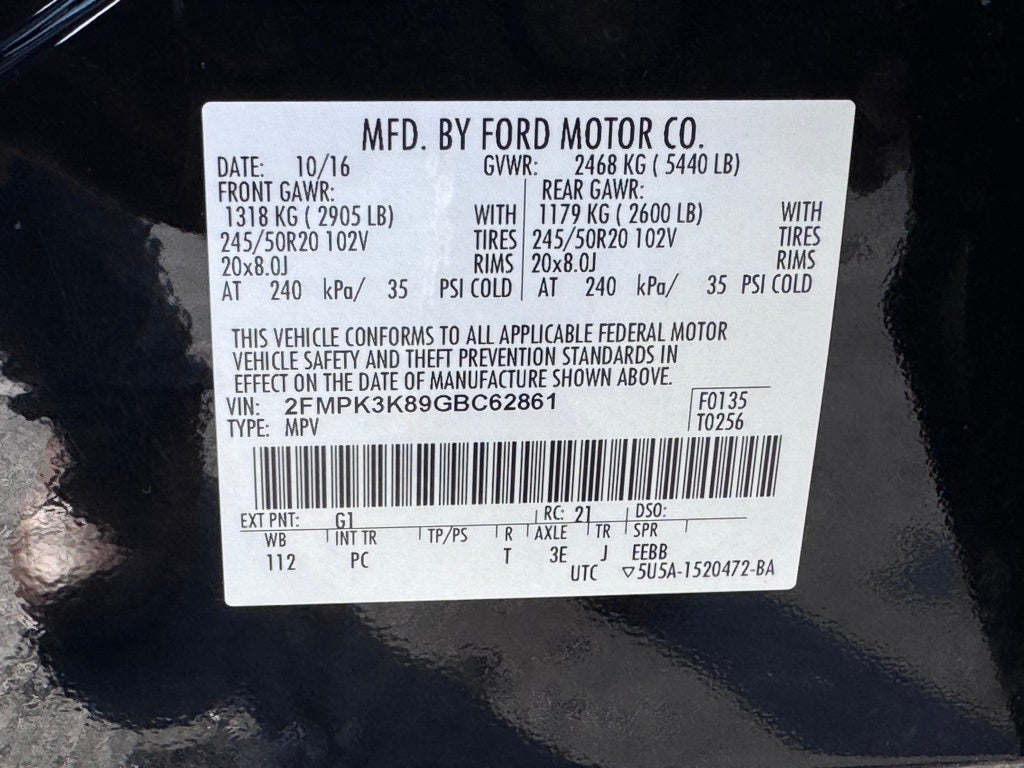 MFD. BY FORD MOTOR CO.
DATE: 10/16 GVWR: 2468 KG ( 5440 LB)
FRONT GAWR: REAR GAWR:
1318 KG ( 2905 LB) WITH 1179 KG ( 2600 LB) WITH
245/50R20 102V TIRES 245/50R20 102V TIRES
20x8.0J RIMS 20x8.0J RIMS
AT 240 kPa/ 35 PSI COLD AT 240 kPa/ 35 PSI COLD
THIS VEHICLE CONFORMS TO ALL APPLICABLE FEDERAL MOTOR
VEHICLE SAFETY AND THEFT PREVENTION STANDARDS IN
EFFECT ON THE DATE OF MANUFACTURE SHOWN ABOVE.
VIN: 2FMPK3K89GBC62861 F0135
TYPE: MPV T0256
EXT PNT: G1 RC: 21 DSO:
WB INT TR TP/PS R AXLE TR SPR
112 PC T 3E J EEBB
UTC ▽5U5A-1520472-BA